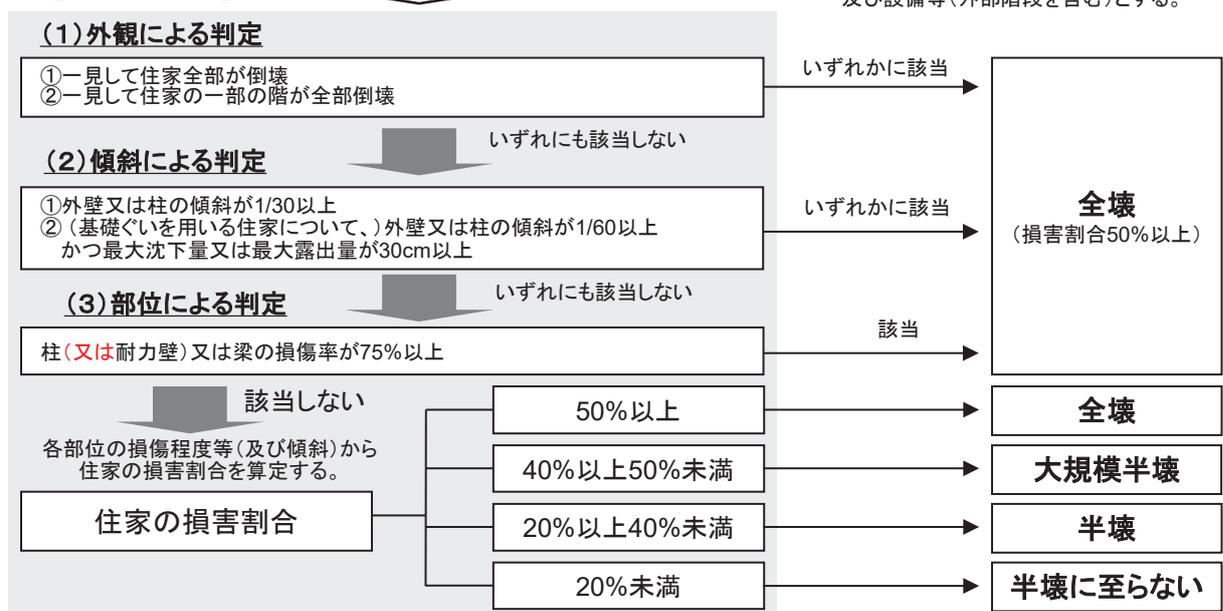 及び設備等（外部階段を含む）とする。
（１）外観による判定
①一見して住家全部が倒壊
②一見して住家の一部の階が全部倒壊
いずれかに該当
いずれにも該当しない
（２）傾斜による判定
①外壁又は柱の傾斜が1/30以上
②（基礎ぐいを用いる住家について、）外壁又は柱の傾斜が1/60以上
かつ最大沈下量又は最大露出量が30cm以上
いずれかに該当
全壊
（損害割合50％以上）
いずれにも該当しない
（３）部位による判定
柱（又は耐力壁）又は梁の損傷率が75％以上
該当
該当しない
各部位の損傷程度等（及び傾斜）から
住家の損害割合を算定する。
住家の損害割合
50％以上
全壊
40％以上50％未満
大規模半壊
20％以上40％未満
半壊
20％未満
半壊に至らない